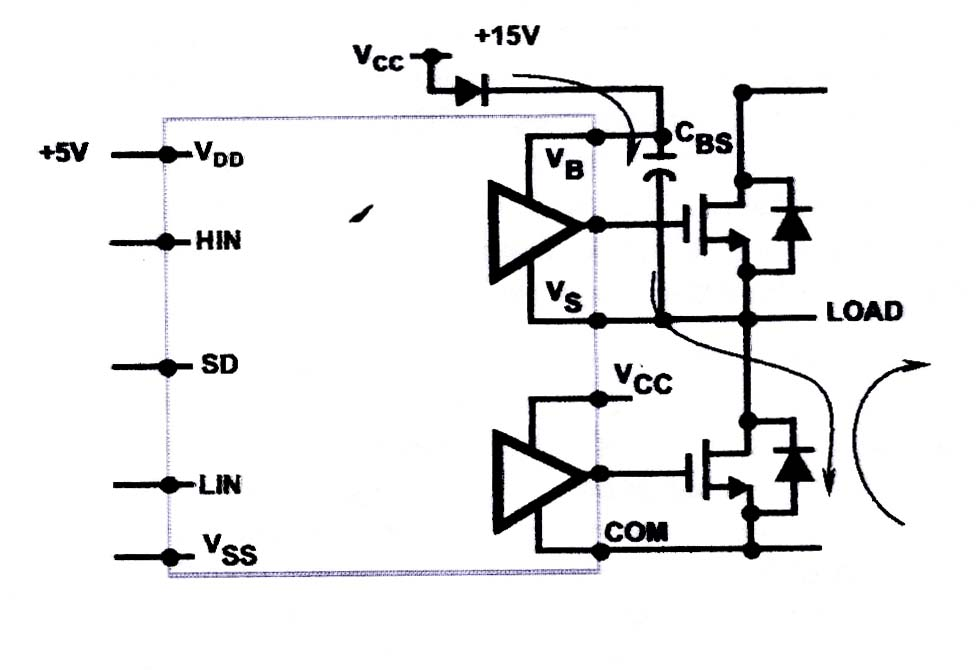 +15V
VCC
+5V
VDD
CBS
VB
HIN
VS
LOAD
SD
VCC
LIN
COM
VSS